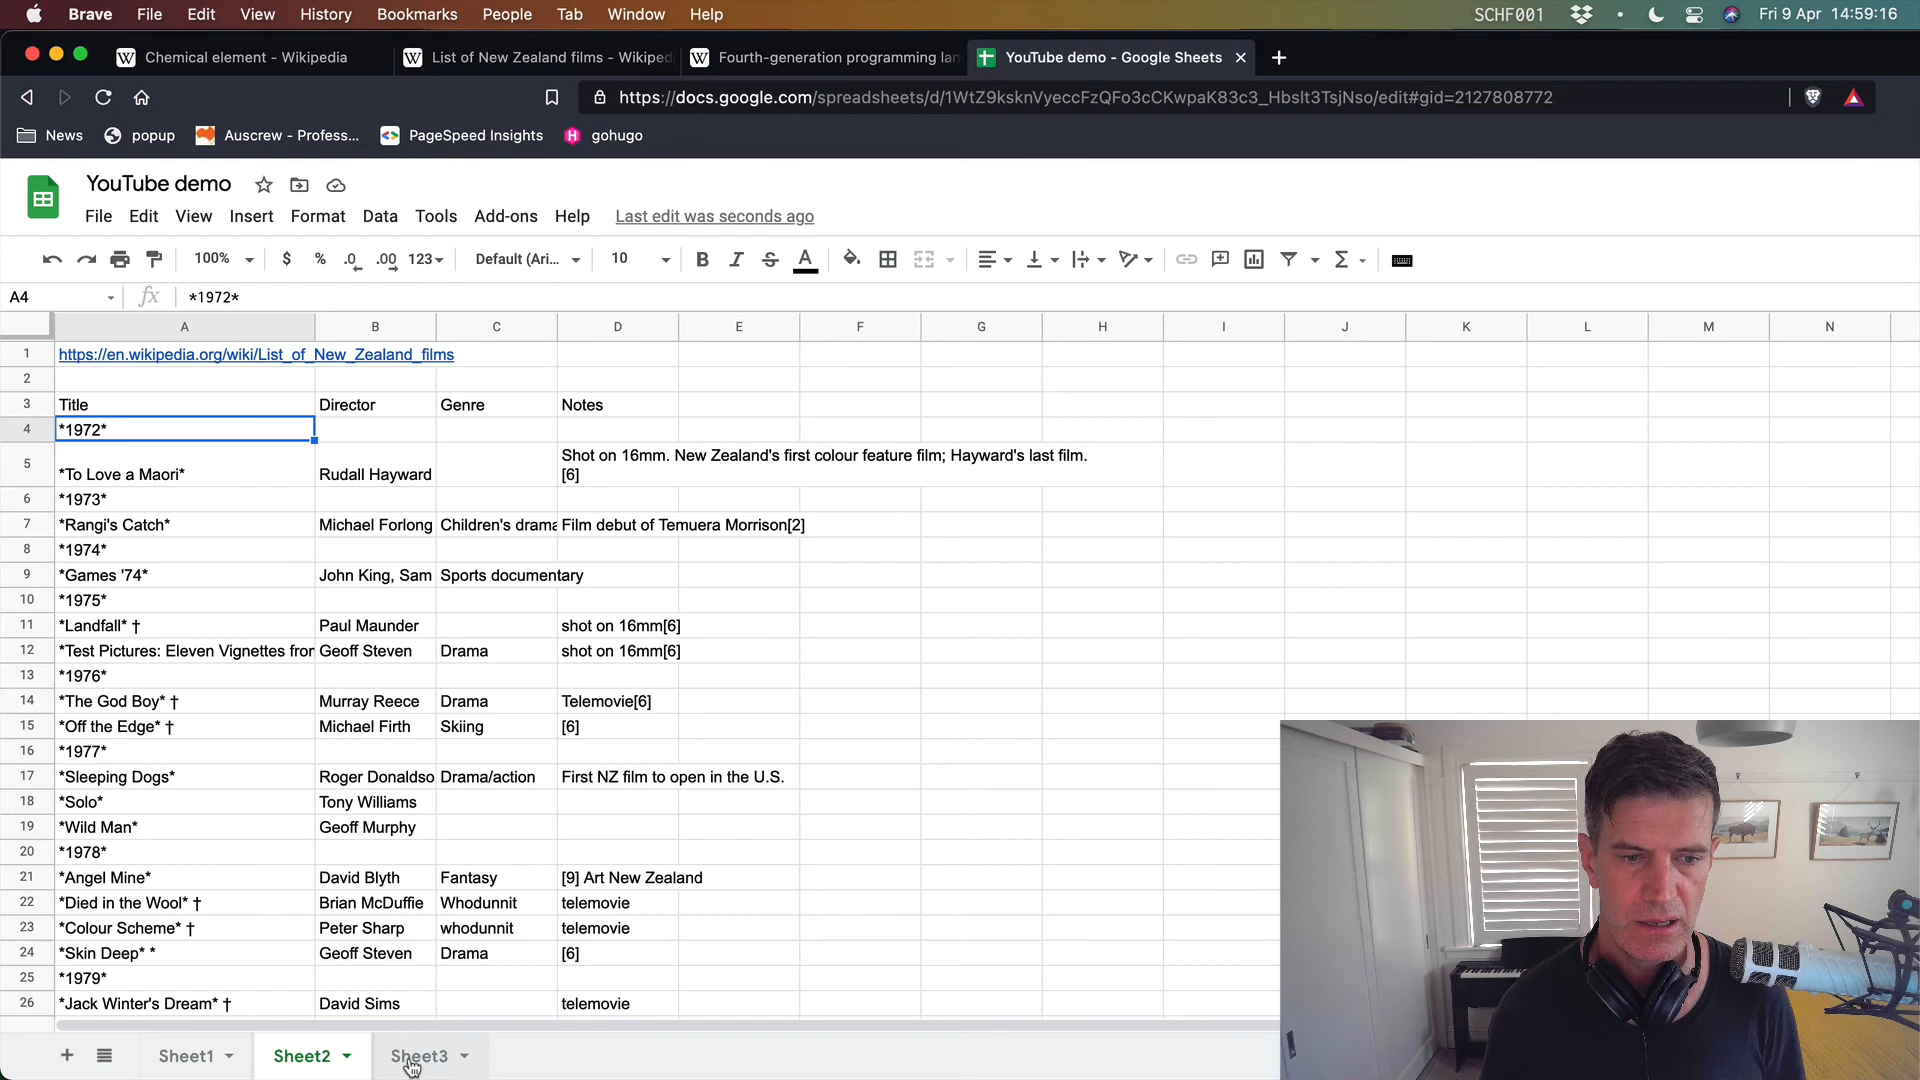 Brave File Edit View History Bookmarks People Tab Window Help SCHF001 Fri 9 Apr 14:59:16
Chemical element - Wikipedia List of New Zealand films - Wikiped Fourth-generation programming lan YouTube demo - Google Sheets
https://docs.google.com/spreadsheets/d/1WtZ9ksknVyeccFzQFo3cCKwpaK83c3_Hbslt3TsjNso/edit#gid=2127808772
News popup Auscrew - Profess... PageSpeed Insights gohugo
YouTube demo
File Edit View Insert Format Data Tools Add-ons Help Last edit was seconds ago
100% $ % .0 .00 123 Default (Ari... 10 B I S A
A4 fx *1972*
A B C D E F G H I J K L M N
1 https://en.wikipedia.org/wiki/List_of_New_Zealand_films
2
3 Title Director Genre Notes
4 *1972*
5 *To Love a Maori* Rudall Hayward Shot on 16mm. New Zealand's first colour feature film; Hayward's last film.
[6]
6 *1973*
7 *Rangi's Catch* Michael Forlong Children's drama Film debut of Temuera Morrison[2]
8 *1974*
9 *Games '74* John King, Sam Sports documentary
10 *1975*
11 *Landfall* † Paul Maunder shot on 16mm[6]
12 *Test Pictures: Eleven Vignettes from Geoff Steven Drama shot on 16mm[6]
13 *1976*
14 *The God Boy* † Murray Reece Drama Telemovie[6]
15 *Off the Edge* † Michael Firth Skiing [6]
16 *1977*
17 *Sleeping Dogs* Roger Donaldso Drama/action First NZ film to open in the U.S.
18 *Solo* Tony Williams
19 *Wild Man* Geoff Murphy
20 *1978*
21 *Angel Mine* David Blyth Fantasy [9] Art New Zealand
22 *Died in the Wool* † Brian McDuffie Whodunnit telemovie
23 *Colour Scheme* † Peter Sharp whodunnit telemovie
24 *Skin Deep* * Geoff Steven Drama [6]
25 *1979*
26 *Jack Winter's Dream* † David Sims telemovie
+ Sheet1 Sheet2 Sheet3